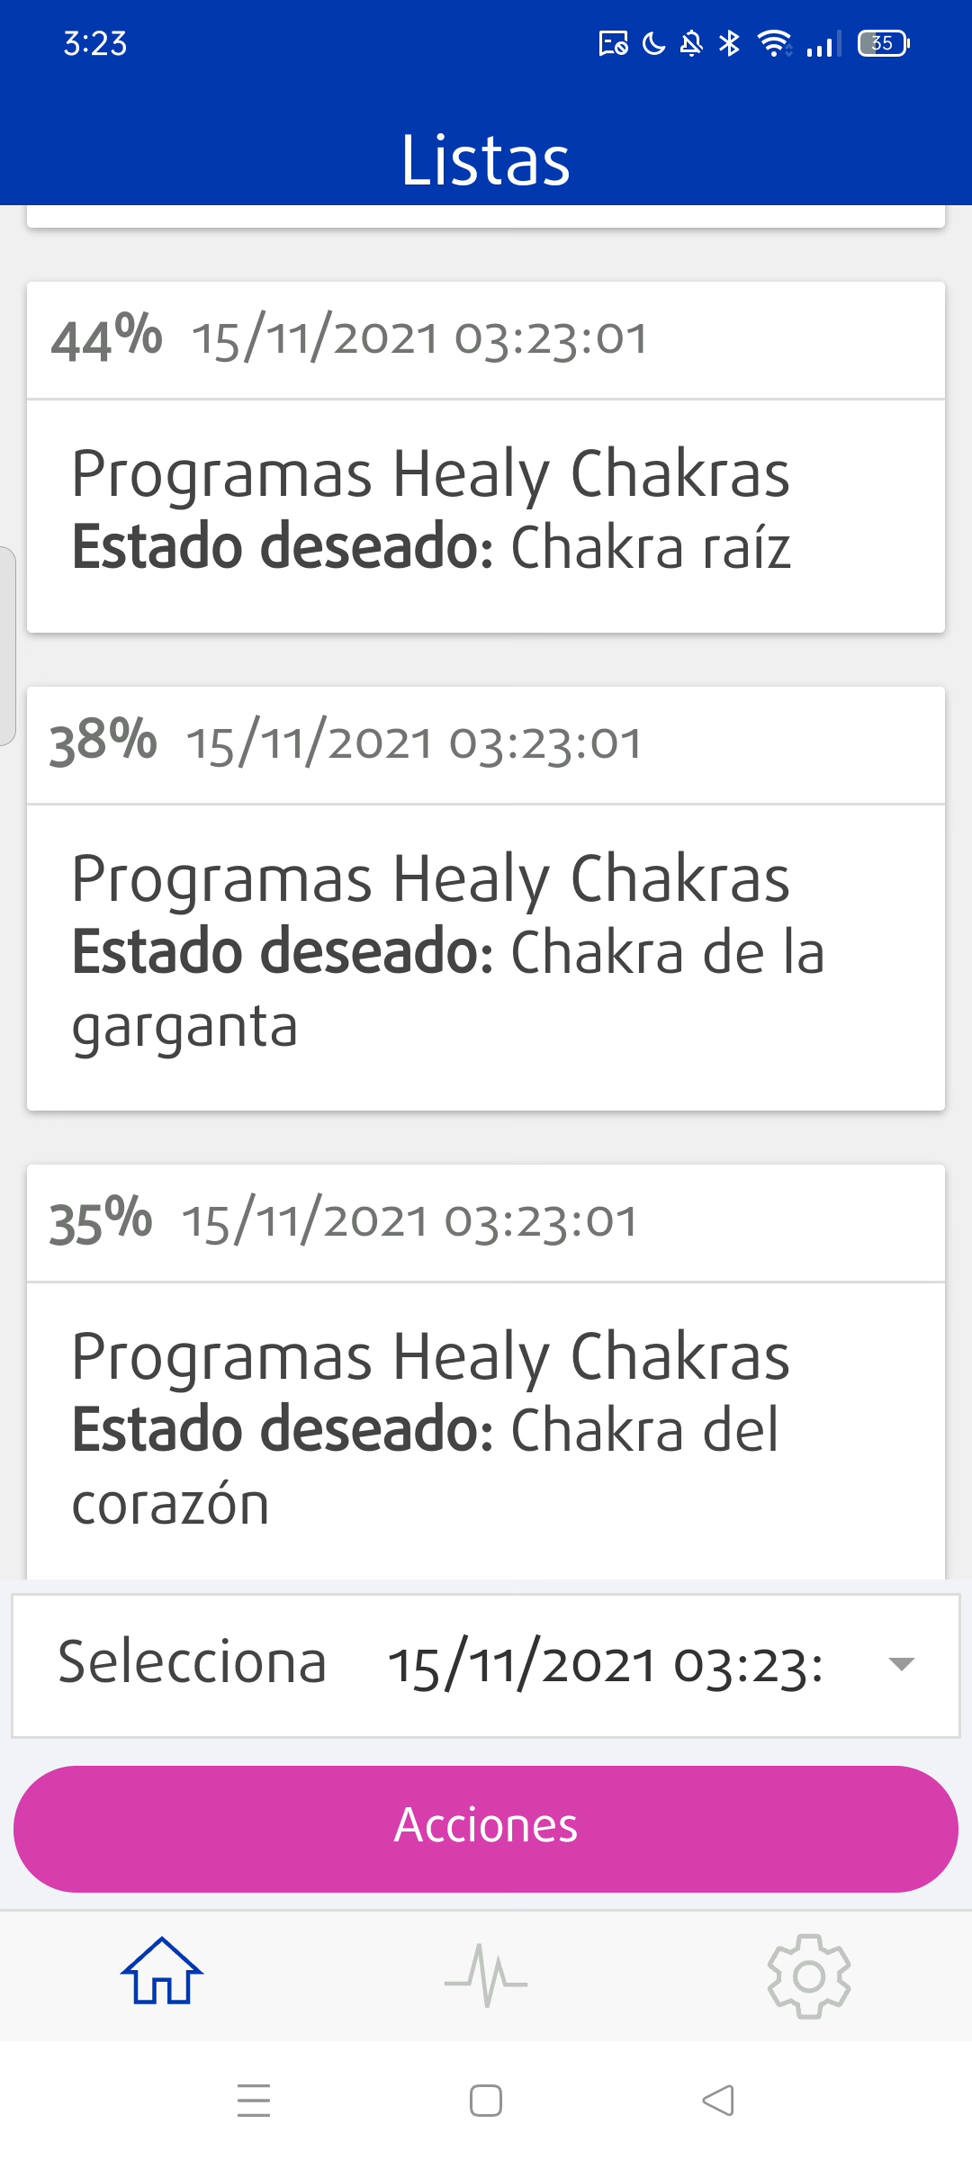 3:23
35
Listas
44% 15/11/2021 03:23:01
Programas Healy Chakras
Estado deseado: Chakra raíz
38% 15/11/2021 03:23:01
Programas Healy Chakras
Estado deseado: Chakra de la
garganta
35% 15/11/2021 03:23:01
Programas Healy Chakras
Estado deseado: Chakra del
corazón
Selecciona 15/11/2021 03:23:
Acciones